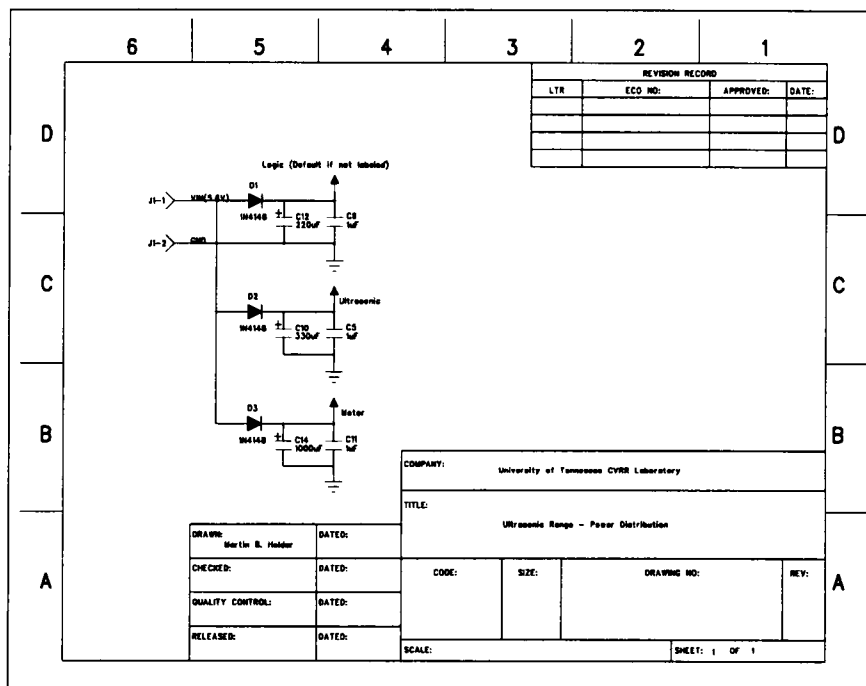 6 5 4 3 2 1
REVISION RECORD
LTR ECO NO: APPROVED: DATE:
D D
Logic (Default if not labeled)
D1
J1-1 VIN(5.6V)
1N4148
+ C12 C8
220uF 1uF
J1-2 GND
C C
Ultrasonic
D2
1N4148
+ C10 C5
330uF 1uF
Motor
D3
B B
1N4148
+ C14 C11
1000uF 1uF
COMPANY: University of Tennessee CVRR Laboratory
TITLE:
Ultrasonic Range - Power Distribution
DRAWN: DATED:
Martin B. Holder
CHECKED: DATED:
CODE: SIZE: DRAWING NO: REV:
A A
QUALITY CONTROL: DATED:
RELEASED: DATED:
SCALE: SHEET: 1 OF 1